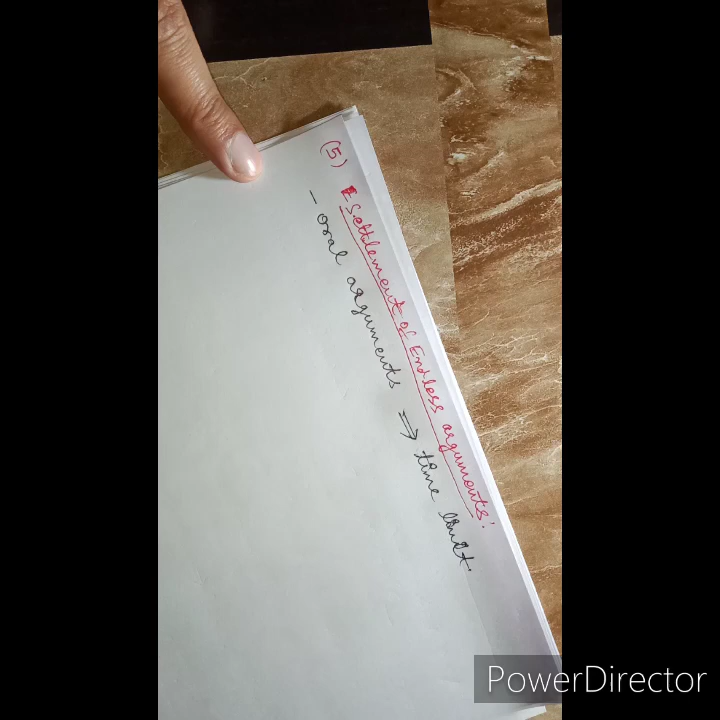 (5) Settlement of Endless arguments:
- oral arguments ⇒ time limit.
PowerDirector